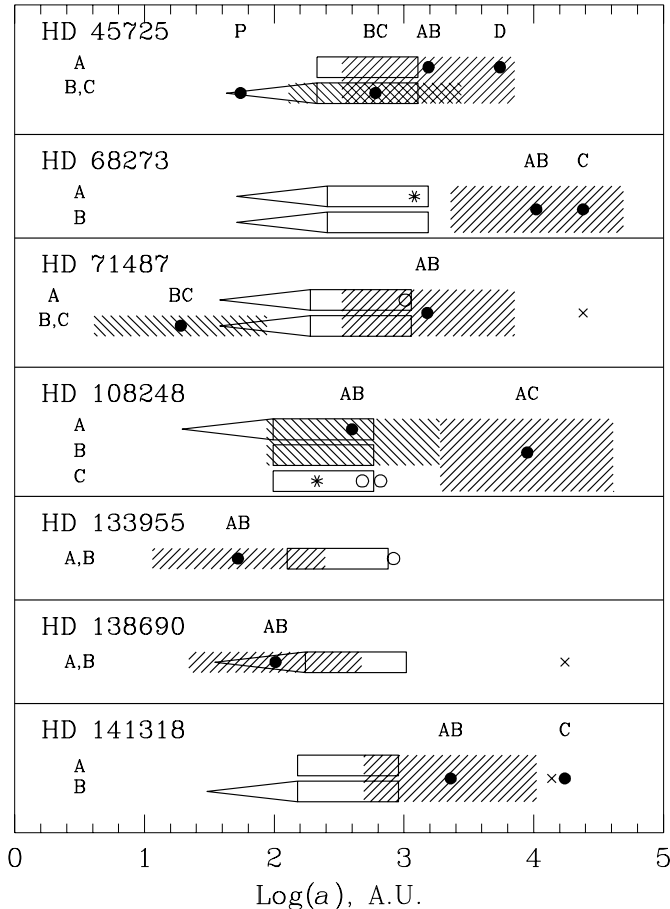 HD 45725 P BC AB D
A
B,C
HD 68273 AB C
A
B
HD 71487 AB
A BC
B,C
HD 108248 AB AC
A
B
C
HD 133955 AB
A,B
HD 138690 AB
A,B
HD 141318 AB C
A
B
0 1 2 3 4 5
Log(a), A.U.